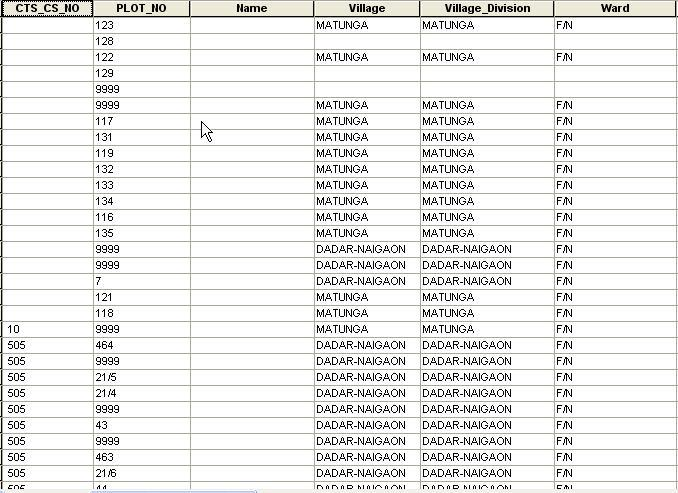 CTS_CS_NO PLOT_NO Name Village Village_Division Ward
123 MATUNGA MATUNGA F/N
128
122 MATUNGA MATUNGA F/N
129
9999
9999 MATUNGA MATUNGA F/N
117 MATUNGA MATUNGA F/N
131 MATUNGA MATUNGA F/N
119 MATUNGA MATUNGA F/N
132 MATUNGA MATUNGA F/N
133 MATUNGA MATUNGA F/N
134 MATUNGA MATUNGA F/N
116 MATUNGA MATUNGA F/N
135 MATUNGA MATUNGA F/N
9999 DADAR-NAIGAON DADAR-NAIGAON F/N
9999 DADAR-NAIGAON DADAR-NAIGAON F/N
7 DADAR-NAIGAON DADAR-NAIGAON F/N
121 MATUNGA MATUNGA F/N
118 MATUNGA MATUNGA F/N
10 9999 MATUNGA MATUNGA F/N
505 464 DADAR-NAIGAON DADAR-NAIGAON F/N
505 9999 DADAR-NAIGAON DADAR-NAIGAON F/N
505 21/5 DADAR-NAIGAON DADAR-NAIGAON F/N
505 21/4 DADAR-NAIGAON DADAR-NAIGAON F/N
505 9999 DADAR-NAIGAON DADAR-NAIGAON F/N
505 43 DADAR-NAIGAON DADAR-NAIGAON F/N
505 9999 DADAR-NAIGAON DADAR-NAIGAON F/N
505 463 DADAR-NAIGAON DADAR-NAIGAON F/N
505 21/6 DADAR-NAIGAON DADAR-NAIGAON F/N
505 44 DADAR-NAIGAON DADAR-NAIGAON F/N